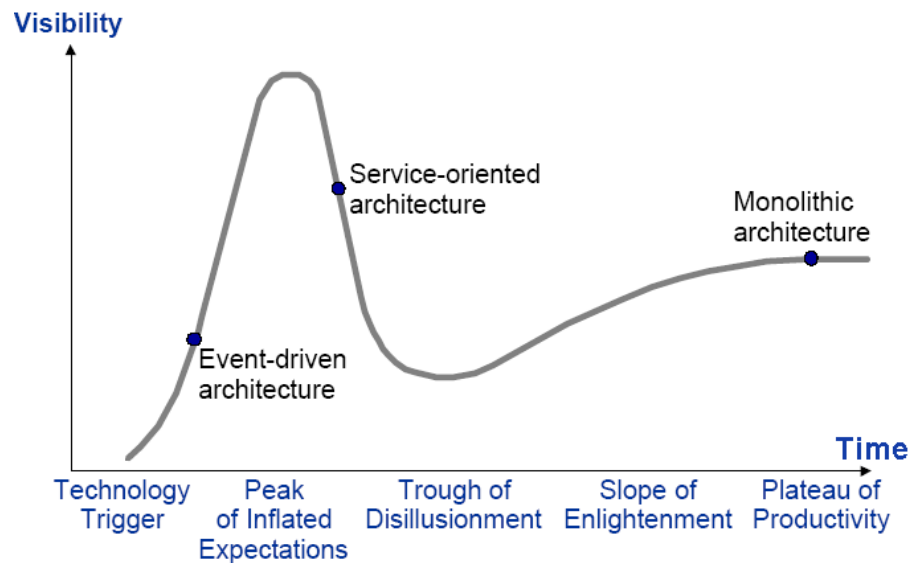 Visibility
Service-oriented
architecture
Monolithic
architecture
Event-driven
architecture
Time
Technology
Trigger
Peak
of Inflated
Expectations
Trough of
Disillusionment
Slope of
Enlightenment
Plateau of
Productivity